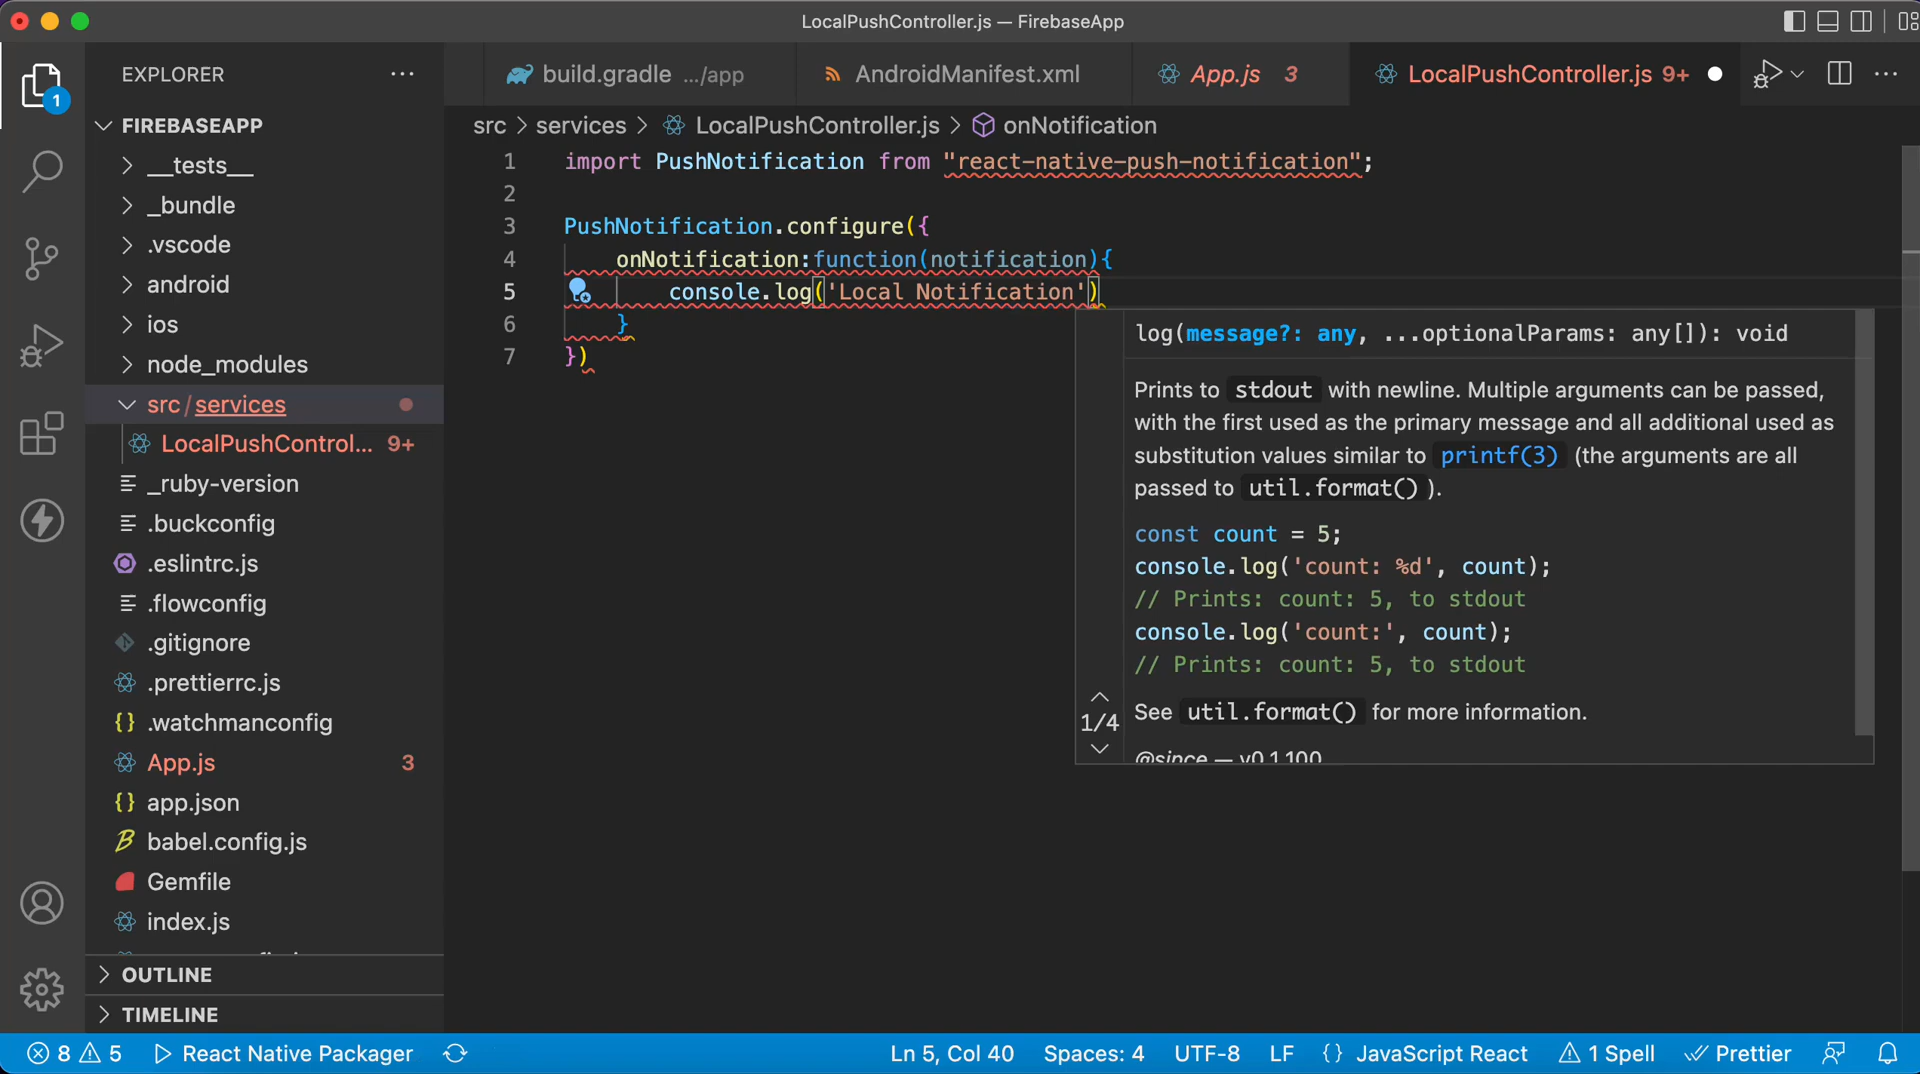 LocalPushController.js — FirebaseApp
EXPLORER
1
FIREBASEAPP
__tests__
_bundle
.vscode
android
ios
node_modules
src / services
LocalPushControl... 9+
_ruby-version
.buckconfig
.eslintrc.js
.flowconfig
.gitignore
.prettierrc.js
.watchmanconfig
App.js 3
app.json
babel.config.js
Gemfile
index.js
OUTLINE
TIMELINE
build.gradle .../app
AndroidManifest.xml
App.js 3
LocalPushController.js 9+
src > services > LocalPushController.js > onNotification
1 import PushNotification from "react-native-push-notification";
2
3 PushNotification.configure({
4 onNotification:function(notification){
5 console.log('Local Notification')
6 }
7 })
log(message?: any, ...optionalParams: any[]): void
Prints to stdout with newline. Multiple arguments can be passed,
with the first used as the primary message and all additional used as
substitution values similar to printf(3) (the arguments are all
passed to util.format() ).
const count = 5;
console.log('count: %d', count);
// Prints: count: 5, to stdout
console.log('count:', count);
// Prints: count: 5, to stdout
1/4
See util.format() for more information.
@since — v0.1.100
8 5 React Native Packager
Ln 5, Col 40 Spaces: 4 UTF-8 LF {} JavaScript React 1 Spell Prettier